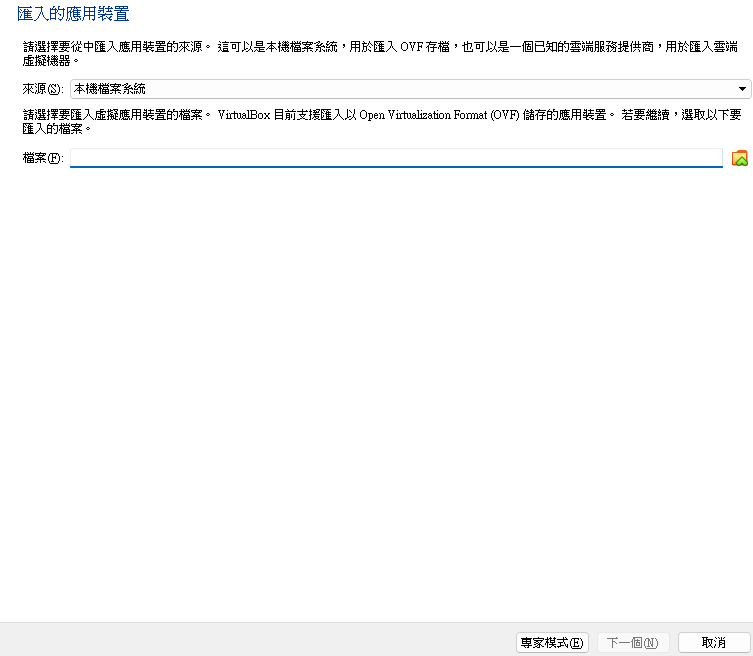 匯入的應用裝置
請選擇要從中匯入應用裝置的來源。 這可以是本機檔案系統，用於匯入 OVF 存檔，也可以是一個已知的雲端服務提供商，用於匯入雲端
虛擬機器。
來源(S): 本機檔案系統
請選擇要匯入虛擬應用裝置的檔案。 VirtualBox 目前支援匯入以 Open Virtualization Format (OVF) 儲存的應用裝置。 若要繼續，選取以下要
匯入的檔案。
檔案(F):
專家模式(E) 下一個(N) 取消